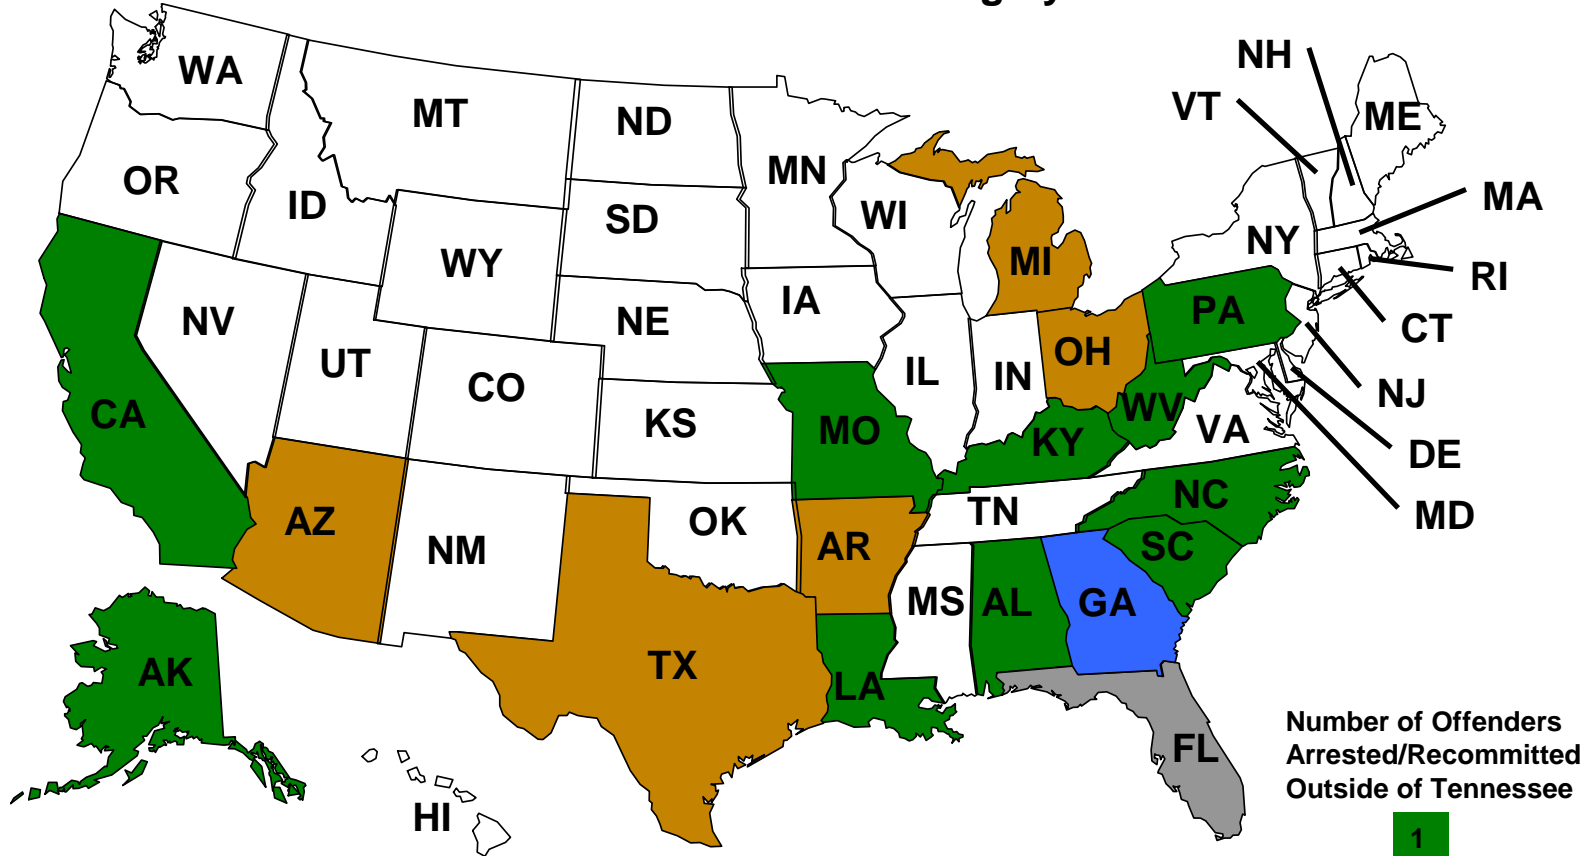 WA
MT
ND
MN
OR
ID
SD
WI
WY
NV
UT
CO
NE
IA
IL
IN
MI
OH
PA
NY
NH
VT
ME
MA
RI
CT
NJ
DE
MD
CA
KS
MO
KY
WV
VA
AZ
NM
OK
AR
TN
NC
SC
TX
LA
MS
AL
GA
FL
AK
HI
Number of Offenders
Arrested/Recommitted
Outside of Tennessee
1